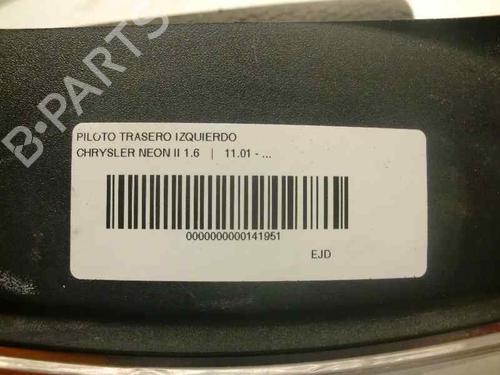 B-PARTS
PILOTO TRASERO IZQUIERDO
CHRYSLER NEON II 1.6 | 11.01 - ...
0000000000141951
EJD